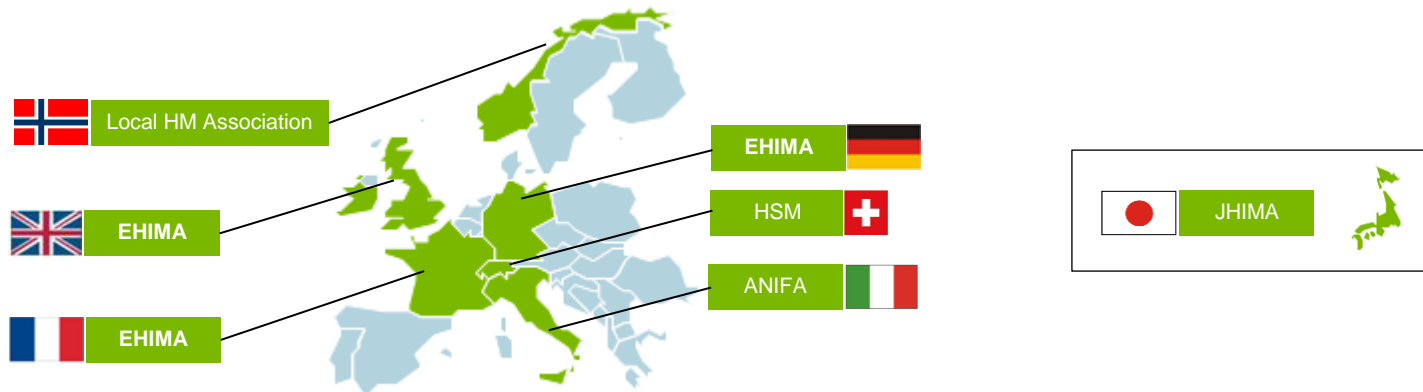 Local HM Association
EHIMA
EHIMA
EHIMA
HSM
ANIFA
JHIMA